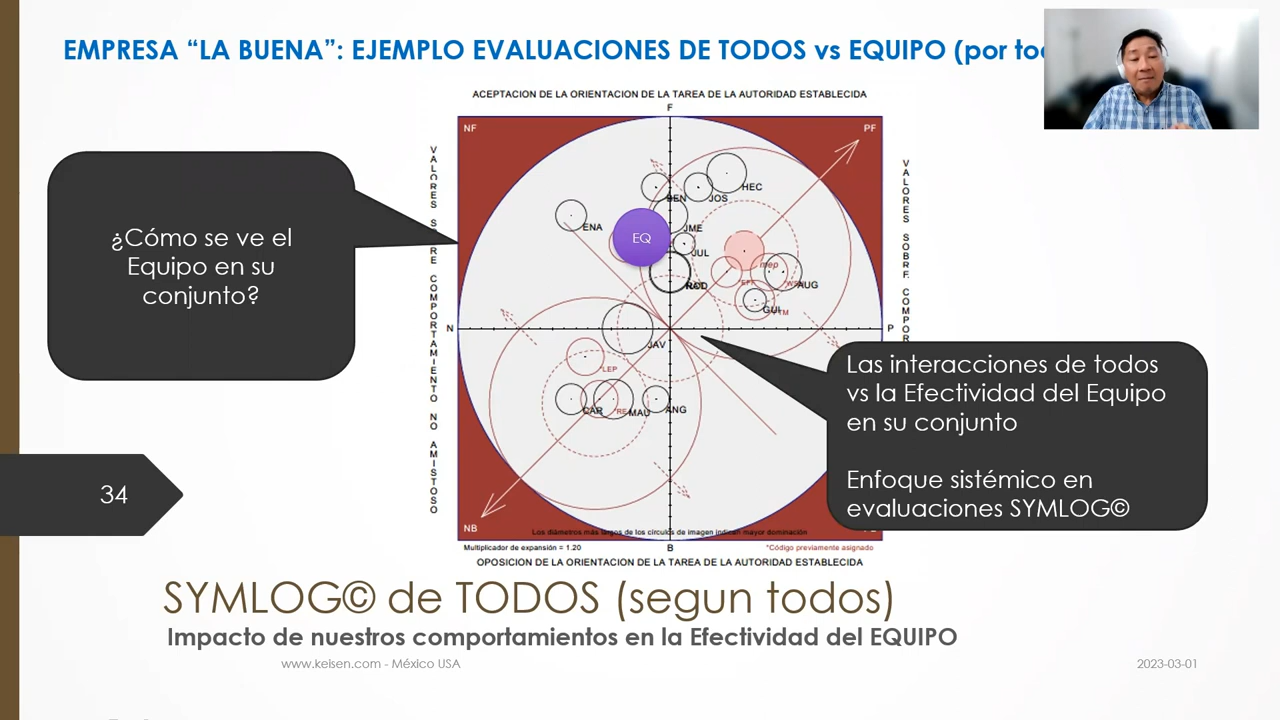 EMPRESA “LA BUENA”: EJEMPLO EVALUACIONES DE TODOS vs EQUIPO (por
ACEPTACION DE LA ORIENTACION DE LA TAREA DE LA AUTORIDAD ESTABLECIDA
F
NF
PF
BEN
JOS
HEC
ENA
JME
EQ
JUL
mep
*EFF
AUG
GUI
¿Cómo se ve el
Equipo en su
conjunto?
N
P
JAV
*LEP
CAR
*RE
MAU
ANG
Las interacciones de todos
vs la Efectividad del Equipo
en su conjunto
Enfoque sistémico en
evaluaciones SYMLOG©
34
NB
Los diámetros más largos de los círculos de imagen indican mayor dominación
Multiplicador de expansión = 1.20
B
*Código previamente asignado
OPOSICION DE LA ORIENTACION DE LA TAREA DE LA AUTORIDAD ESTABLECIDA
SYMLOG© de TODOS (segun todos)
Impacto de nuestros comportamientos en la Efectividad del EQUIPO
www.kelsen.com - México USA
2023-03-01